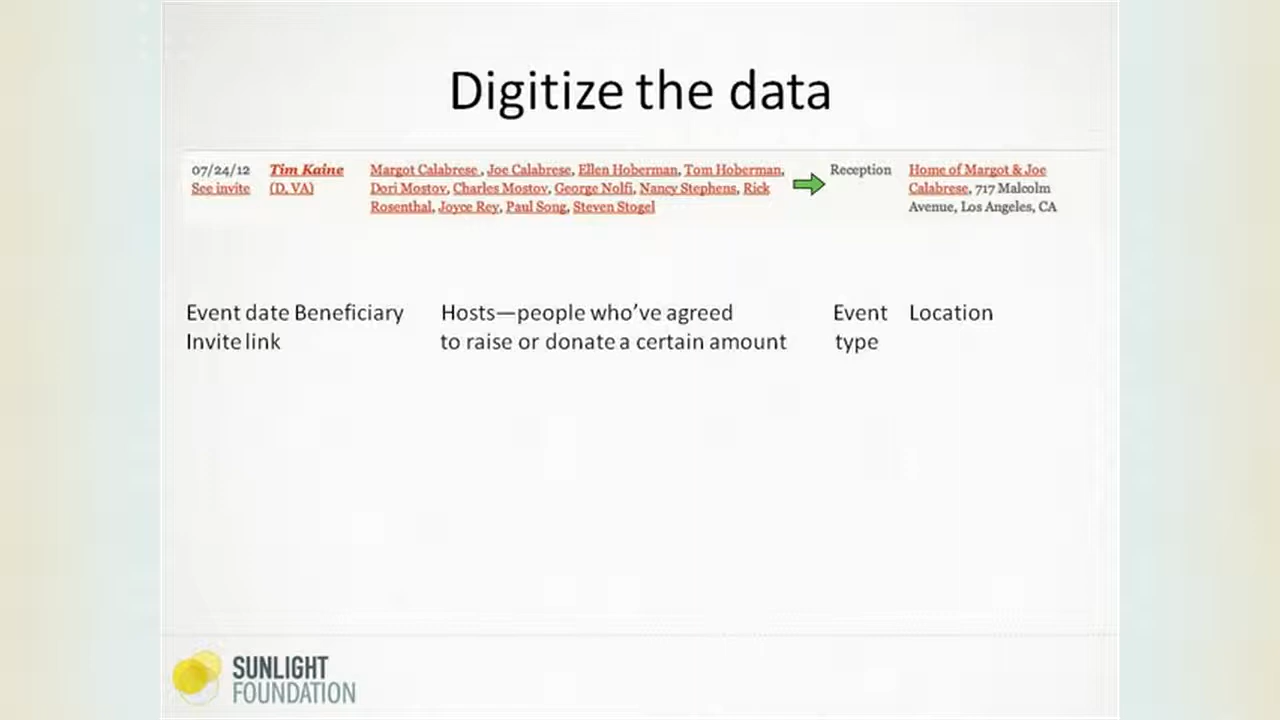 Digitize the data
07/24/12 Tim Kaine Margot Calabrese , Joe Calabrese, Ellen Hoberman, Tom Hoberman, Reception Home of Margot & Joe
See invite (D, VA) Dori Mostov, Charles Mostov, George Nolfi, Nancy Stephens, Rick Calabrese, 717 Malcolm
Rosenthal, Joyce Rey, Paul Song, Steven Stogel Avenue, Los Angeles, CA
Event date Beneficiary Hosts—people who’ve agreed Event Location
Invite link to raise or donate a certain amount type
SUNLIGHT
FOUNDATION